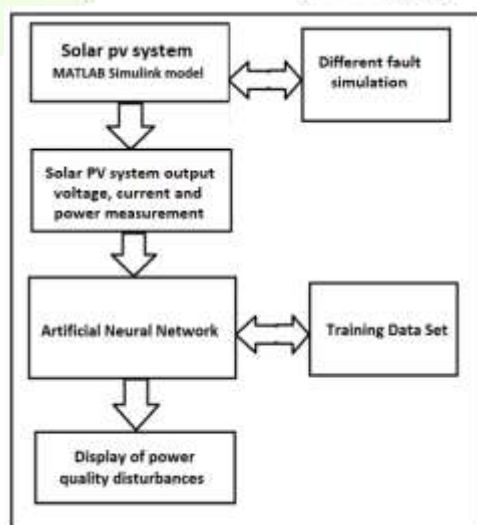 Solar pv system
MATLAB Simulink model
Different fault
simulation
Solar PV system output
voltage, current and
power measurement
Artificial Neural Network
Training Data Set
Display of power
quality disturbances